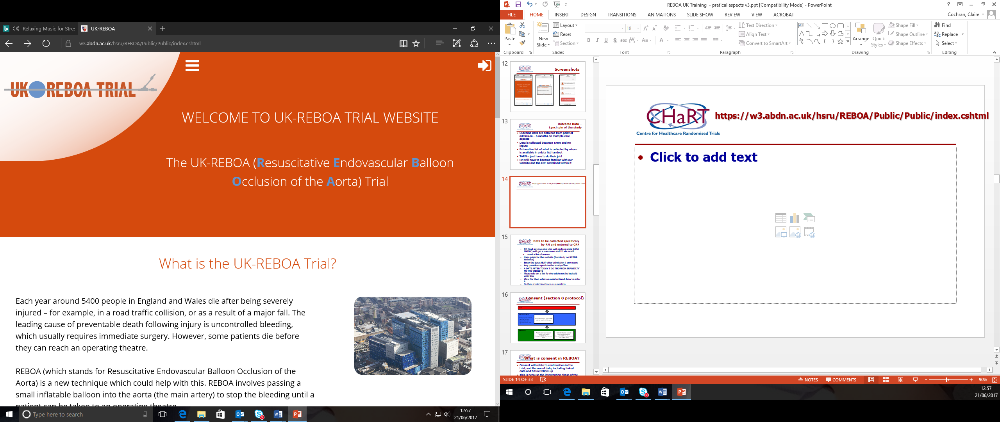 Relaxing Music for Stres
UK-REBOA
w3.abdn.ac.uk/hsru/REBOA/Public/Public/index.cshtml
UK REBOA TRIAL
WELCOME TO UK-REBOA TRIAL WEBSITE
The UK-REBOA (Resuscitative Endovascular Balloon
Occlusion of the Aorta) Trial
What is the UK-REBOA Trial?
Each year around 5400 people in England and Wales die after being severely
injured – for example, in a road traffic collision, or as a result of a major fall. The
leading cause of preventable death following injury is uncontrolled bleeding,
which usually requires immediate surgery. However, some patients die before
they can reach an operating theatre.
REBOA (which stands for Resuscitative Endovascular Balloon Occlusion of the
Aorta) is a new technique which could help with this. REBOA involves passing a
small inflatable balloon into the aorta (the main artery) to stop the bleeding until a
patient can be taken to an operating theatre.
Type here to search
12:57
21/06/2017
REBOA UK Training - pratical aspects v3.ppt [Compatibility Mode] - PowerPoint
FILE HOME INSERT DESIGN TRANSITIONS ANIMATIONS SLIDE SHOW REVIEW VIEW ACROBAT
Cochran, Claire
Paste
New
Slide
Layout
Reset
Section
18
B I U S abc AV Aa A
Text Direction
Align Text
Convert to SmartArt
Arrange
Quick
Styles
Shape Fill
Shape Outline
Shape Effects
Find
Replace
Select
Clipboard Slides Font Paragraph Drawing Editing
12
CHaRT
Screenshots
13
CHaRT
Outcome Data –
Lynch pin of the study
• Outcome Data are obtained from point of
admission – 6 months on multiple care
aspects
• Data is collected between TARN and RN
inputs
• Exhaustive list of what is collected by whom
is available in a data list handout
• TARN – just have to do their job!
• RN will have to become familiar with our
website and the CRF contained within it
14
CHaRT
https://w3.abdn.ac.uk/hsru/REBOA/Public/Public/index.cshtml
15
CHaRT
Data to be collected specificaly
by RN and entered to CRF
– RN (and anyone else who will perform data DATA
ENTRY) will get a username and ID via email
• need a list of names
– User guide for the website (handout/ on REBOA
Website)
– Enter the data ASAP after admission / any event
– Any questions speak to the study office
– A DATE AFTER TODAY T GO THORUGH SUABSILTY
FO THE WEBISTE
– Pleas evie em a list fo who wishe sot be inclceid
with this
– Vlow for blwo what we need entered, how to enter
it
16
CHaRT
Consent (section 8 protocol)
17
CHaRT
What is consent in REBOA?
• Consent will relate to continuation in the
trial, and the use of data, including linked
data and future follow-up
• This is because the intervention phase of the
CHaRT
Centre for Healthcare Randomised Trials
https://w3.abdn.ac.uk/hsru/REBOA/Public/Public/index.cshtml
• Click to add text
SLIDE 14 OF 33
NOTES
COMMENTS
90%
12:57
21/06/2017